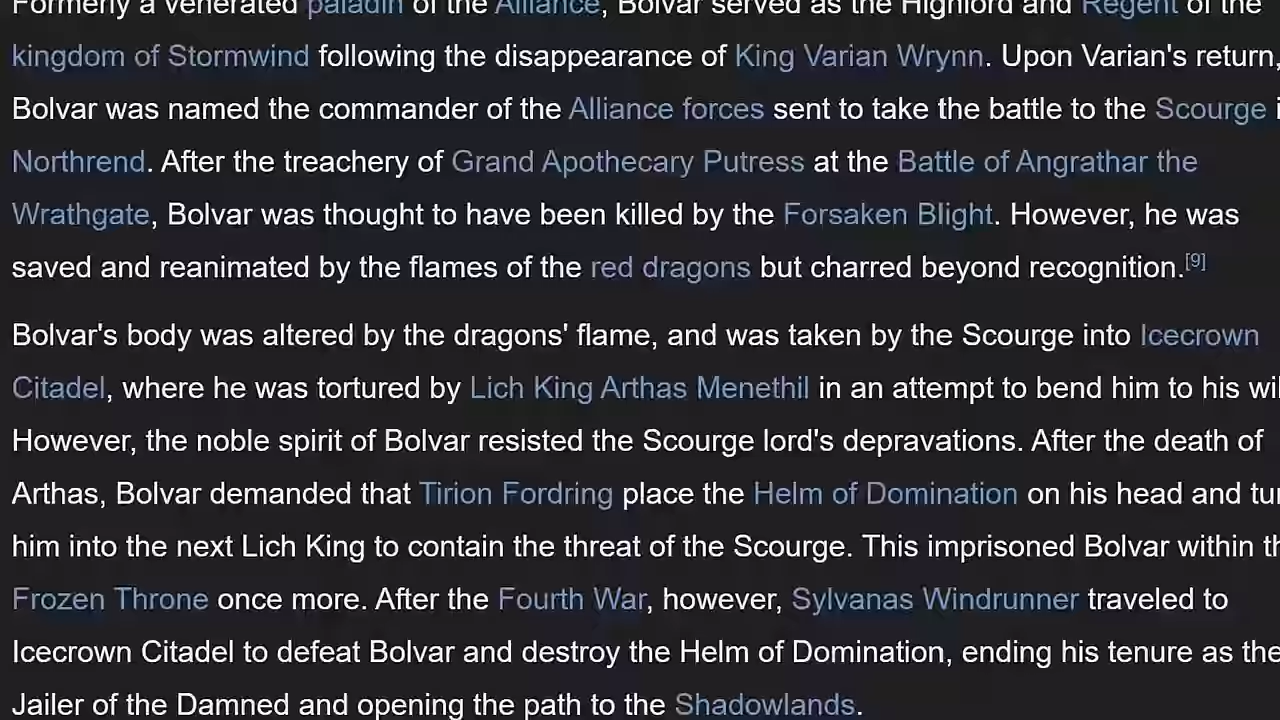 Formerly a venerated paladin of the Alliance, Bolvar served as the Highlord and Regent of the
kingdom of Stormwind following the disappearance of King Varian Wrynn. Upon Varian's return,
Bolvar was named the commander of the Alliance forces sent to take the battle to the Scourge
Northrend. After the treachery of Grand Apothecary Putress at the Battle of Angrathar the
Wrathgate, Bolvar was thought to have been killed by the Forsaken Blight. However, he was
saved and reanimated by the flames of the red dragons but charred beyond recognition.[9]
Bolvar's body was altered by the dragons' flame, and was taken by the Scourge into Icecrown
Citadel, where he was tortured by Lich King Arthas Menethil in an attempt to bend him to his
However, the noble spirit of Bolvar resisted the Scourge lord's depravations. After the death of
Arthas, Bolvar demanded that Tirion Fordring place the Helm of Domination on his head and
him into the next Lich King to contain the threat of the Scourge. This imprisoned Bolvar within
Frozen Throne once more. After the Fourth War, however, Sylvanas Windrunner traveled to
Icecrown Citadel to defeat Bolvar and destroy the Helm of Domination, ending his tenure as the
Jailer of the Damned and opening the path to the Shadowlands.